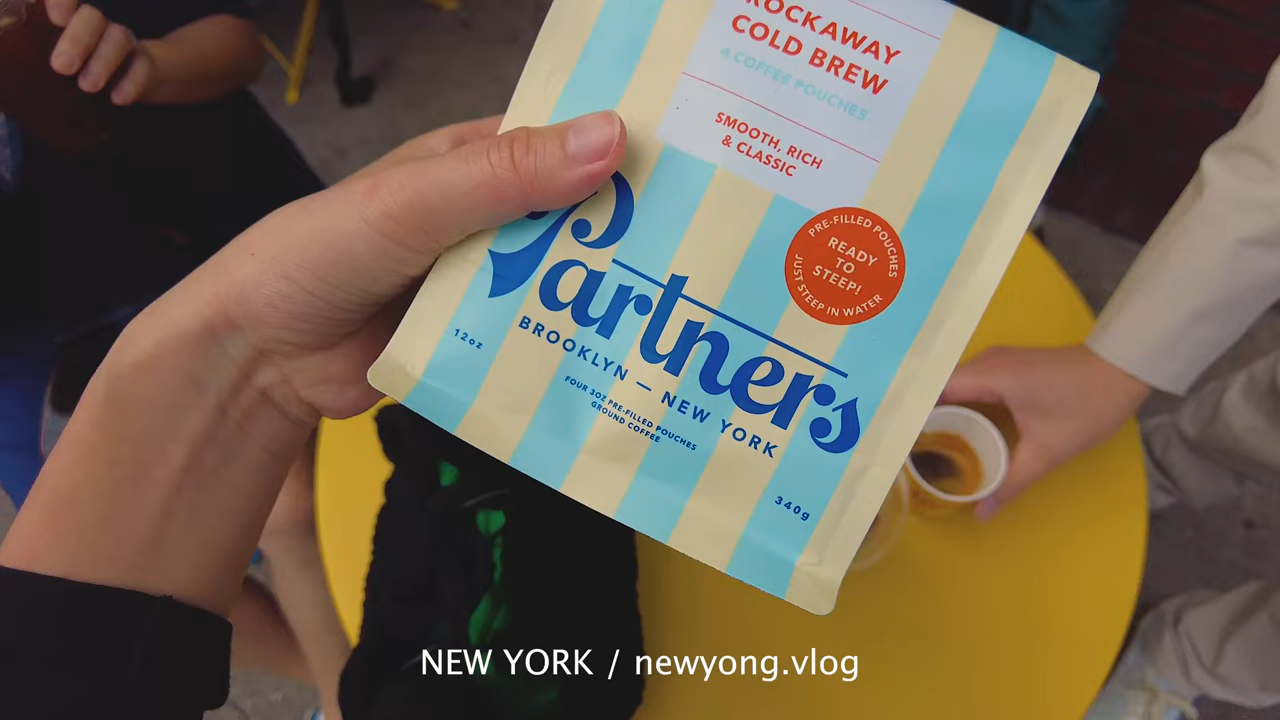 ROCKAWAY
COLD BREW
4 COFFEE POUCHES
SMOOTH, RICH
& CLASSIC
PRE-FILLED POUCHES
READY
TO
STEEP!
JUST STEEP IN WATER
Partners
BROOKLYN — NEW YORK
12oz
FOUR 3OZ PRE-FILLED POUCHES
GROUND COFFEE
340g
NEW YORK / newyong.vlog